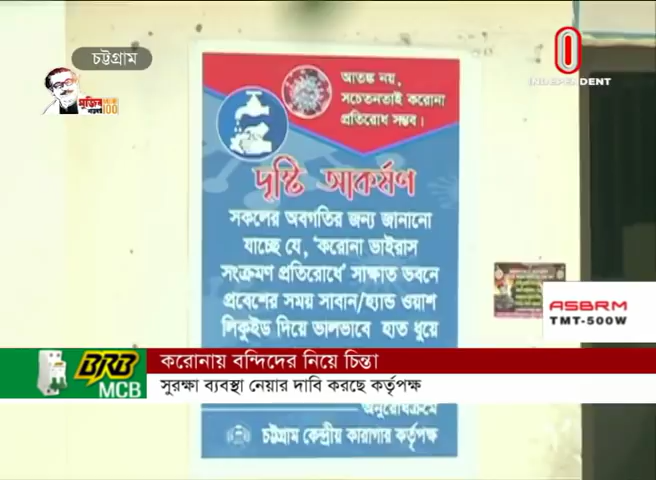 চট্টগ্রাম
মুজিব
100
INDEPENDENT
আতঙ্ক নয়,
সচেতনতাই করোনা
প্রতিরোধ সম্ভব।
দৃষ্টি আকর্ষণ
সকলের অবগতির জন্য জানানো
যাচ্ছে যে, 'করোনা ভাইরাস
সংক্রমণ প্রতিরোধে' সাক্ষাত ভবনে
প্রবেশের সময় সাবান/হ্যান্ড ওয়াশ
লিকুইড দিয়ে ভালভাবে হাত ধুয়ে
ASBRM
TMT-500W
BRB
MCB
করোনায় বন্দিদের নিয়ে চিন্তা
সুরক্ষা ব্যবস্থা নেয়ার দাবি করছে কর্তৃপক্ষ
অনুরোধক্রমে
চট্টগ্রাম কেন্দ্রীয় কারাগার কর্তৃপক্ষ